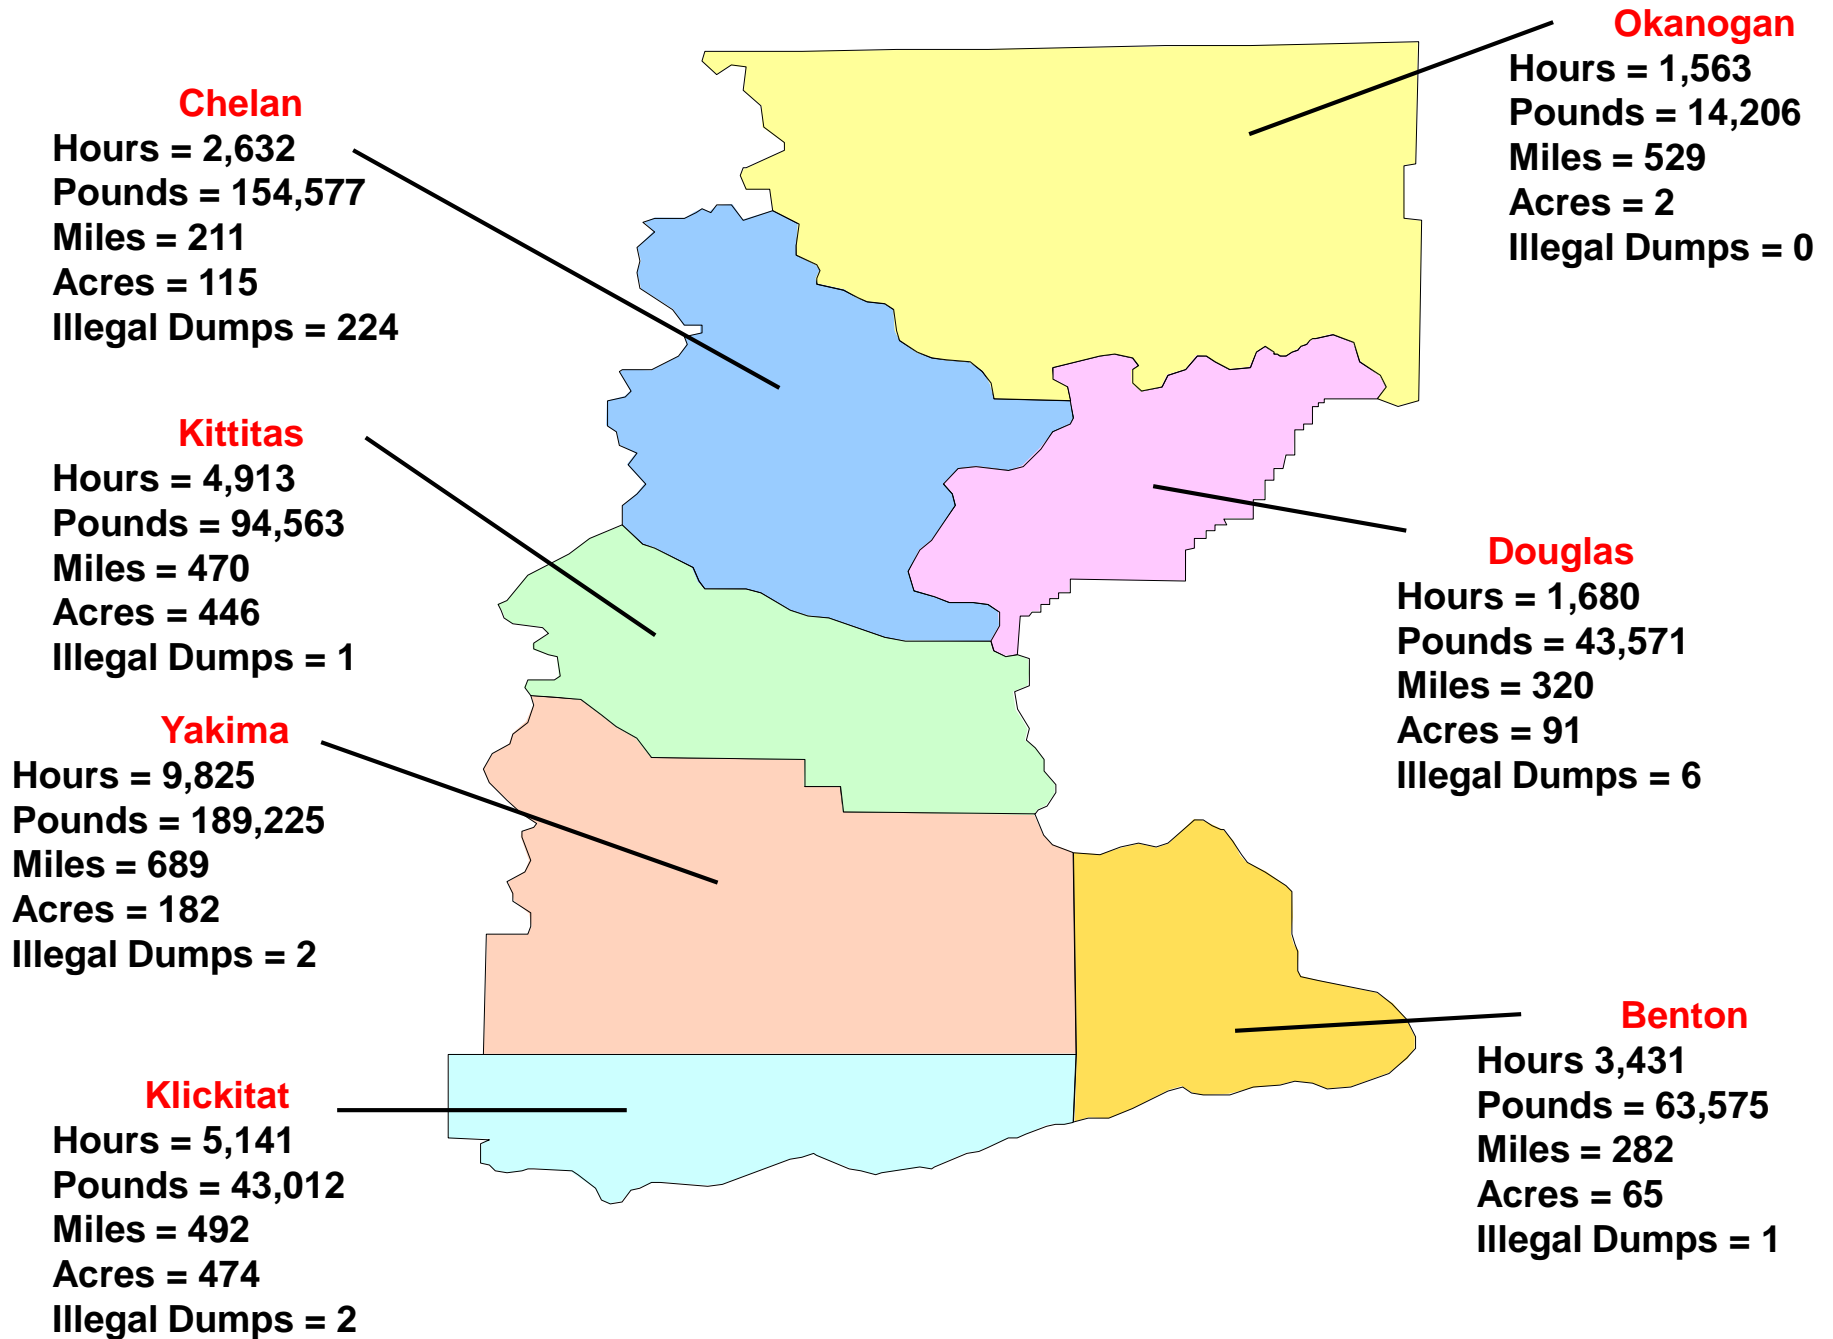 Okanogan
Hours = 1,563
Pounds = 14,206
Miles = 529
Acres = 2
Illegal Dumps = 0
Chelan
Hours = 2,632
Pounds = 154,577
Miles = 211
Acres = 115
Illegal Dumps = 224
Kittitas
Hours = 4,913
Pounds = 94,563
Miles = 470
Acres = 446
Illegal Dumps = 1
Douglas
Hours = 1,680
Pounds = 43,571
Miles = 320
Acres = 91
Illegal Dumps = 6
Yakima
Hours = 9,825
Pounds = 189,225
Miles = 689
Acres = 182
Illegal Dumps = 2
Benton
Hours 3,431
Pounds = 63,575
Miles = 282
Acres = 65
Illegal Dumps = 1
Klickitat
Hours = 5,141
Pounds = 43,012
Miles = 492
Acres = 474
Illegal Dumps = 2